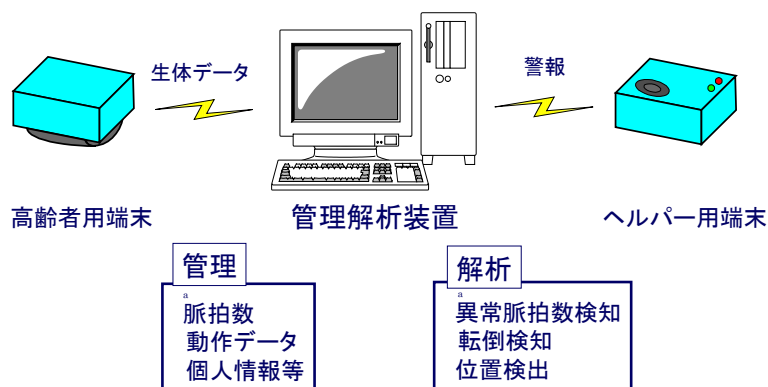 生体データ
警報
高齢者用端末
管理解析装置
ヘルパー用端末
管理
a
脈拍数
動作データ
個人情報等
解析
a
異常脈拍数検知
転倒検知
位置検出